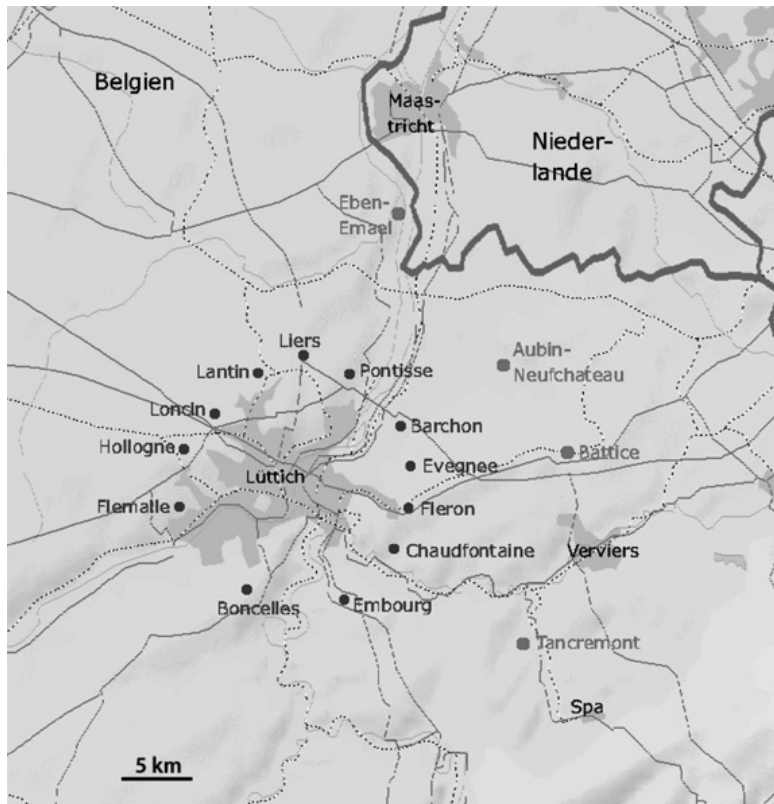 Belgien
Maas-
tricht
Nieder-
lande
Eben-
Emael
Liers
Aubin-
Neufchateau
Lantin
Pontisse
Loncin
Barchon
Hollogne
Battice
Evegnee
Lüttich
Flemalle
Fleron
Chaudfontaine
Verviers
Boncelles
Embourg
Tancremont
Spa
5 km